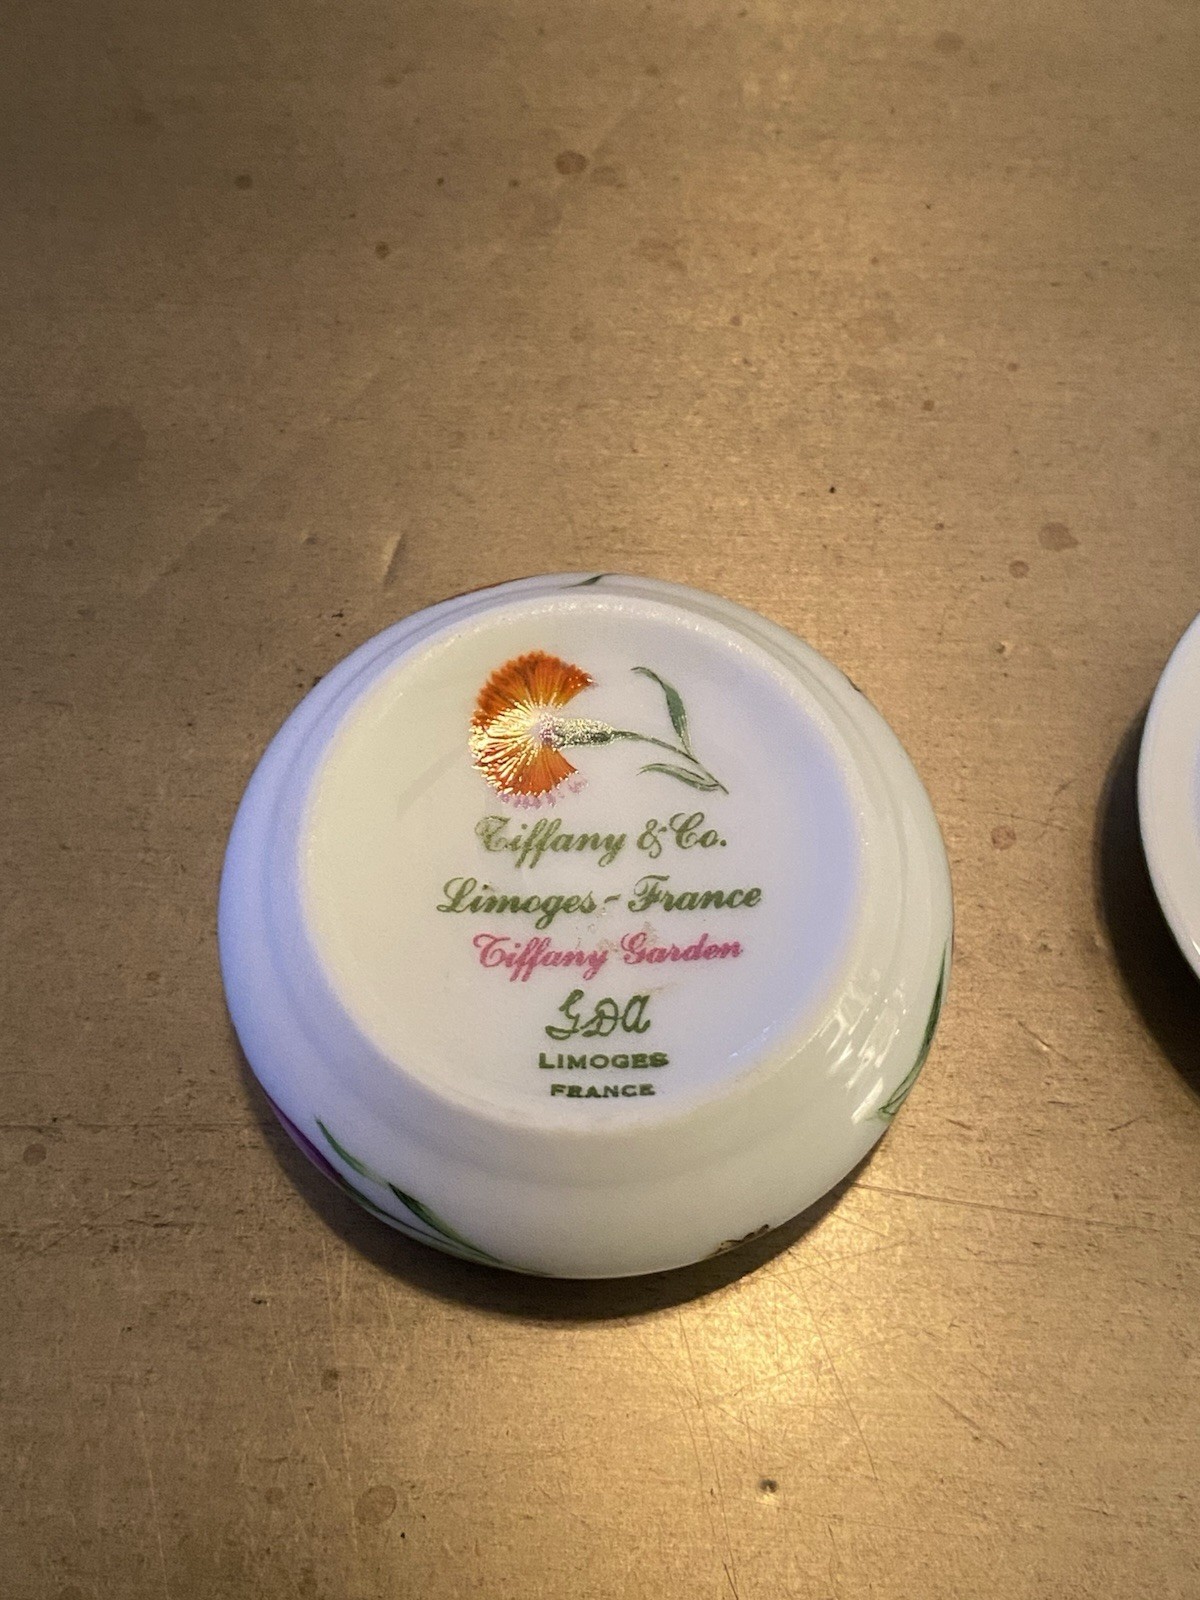 Tiffany & Co.
Limoges - France
Tiffany Garden
GDA
LIMOGES
FRANCE